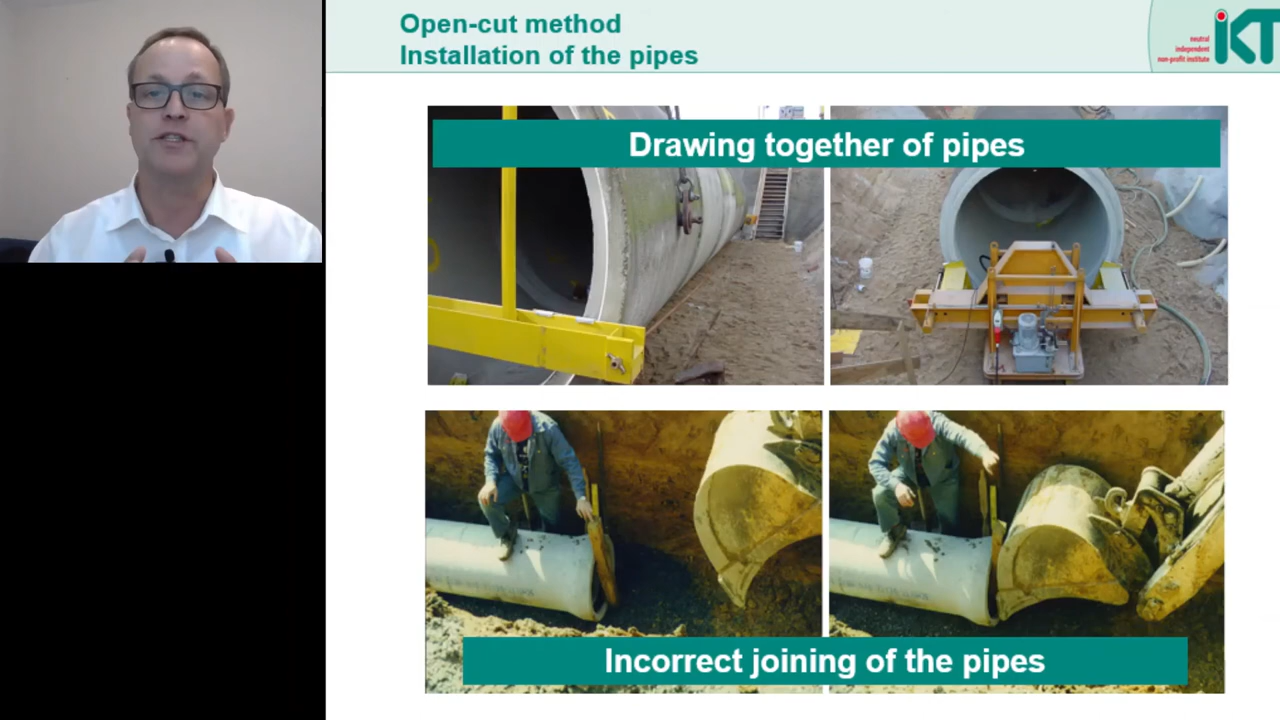 Open-cut method
Installation of the pipes
neutral
independent
non-profit institute
iKT
Drawing together of pipes
Incorrect joining of the pipes